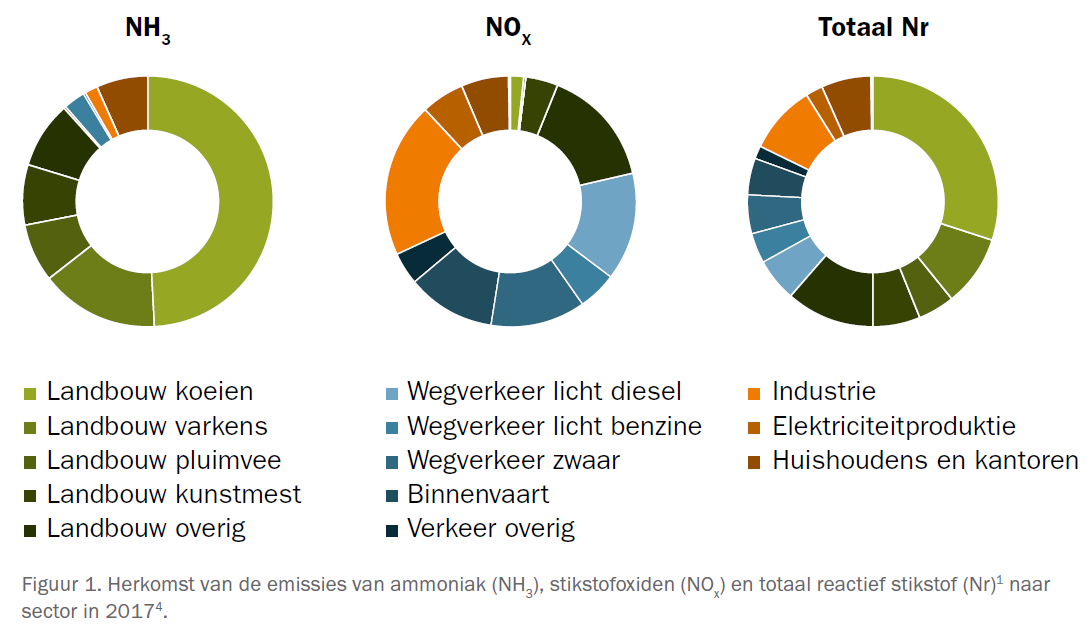 NH3
NOX
Totaal Nr
Landbouw koeien
Landbouw varkens
Landbouw pluimvee
Landbouw kunstmest
Landbouw overig
Wegverkeer licht diesel
Wegverkeer licht benzine
Wegverkeer zwaar
Binnenvaart
Verkeer overig
Industrie
Elektriciteitproduktie
Huishoudens en kantoren
Figuur 1. Herkomst van de emissies van ammoniak (NH3), stikstofoxiden (NOx) en totaal reactief stikstof (Nr)1 naar
sector in 20174.